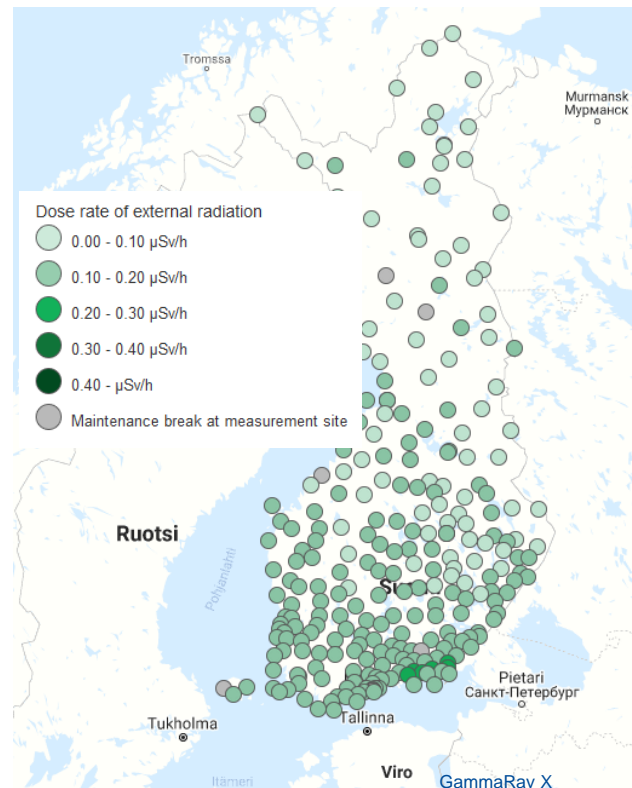 Tromssa
Murmansk
Мурманск
Dose rate of external radiation
0.00 - 0.10 µSv/h
0.10 - 0.20 µSv/h
0.20 - 0.30 µSv/h
0.30 - 0.40 µSv/h
0.40 - µSv/h
Maintenance break at measurement site
Ruotsi
Pohjanlahti
Pietari
Санкт-Петербург
Tukholma
Tallinna
Viro
Itämeri
GammaRay X